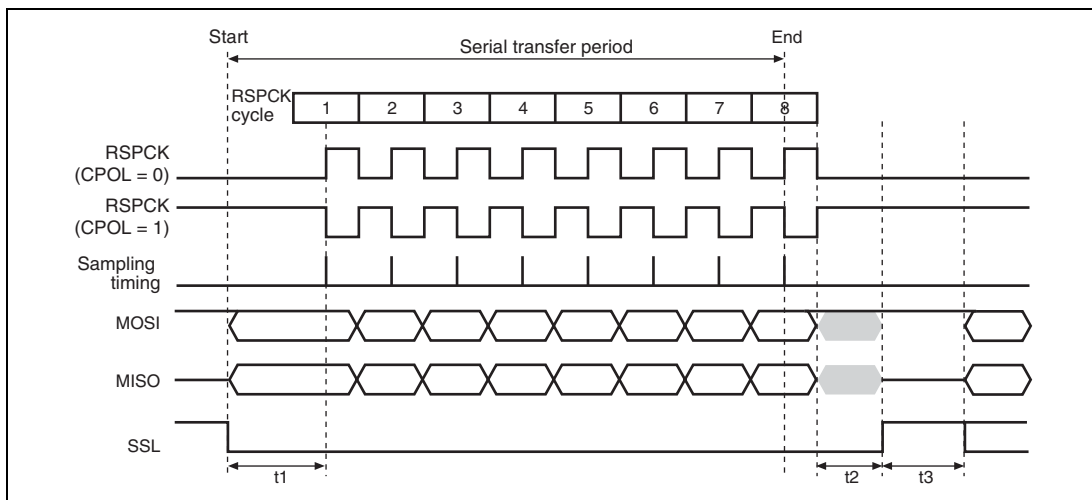 Start
Serial transfer period
End
RSPCK
cycle
1 2 3 4 5 6 7 8
RSPCK
(CPOL = 0)
RSPCK
(CPOL = 1)
Sampling
timing
MOSI
MISO
SSL
t1
t2
t3